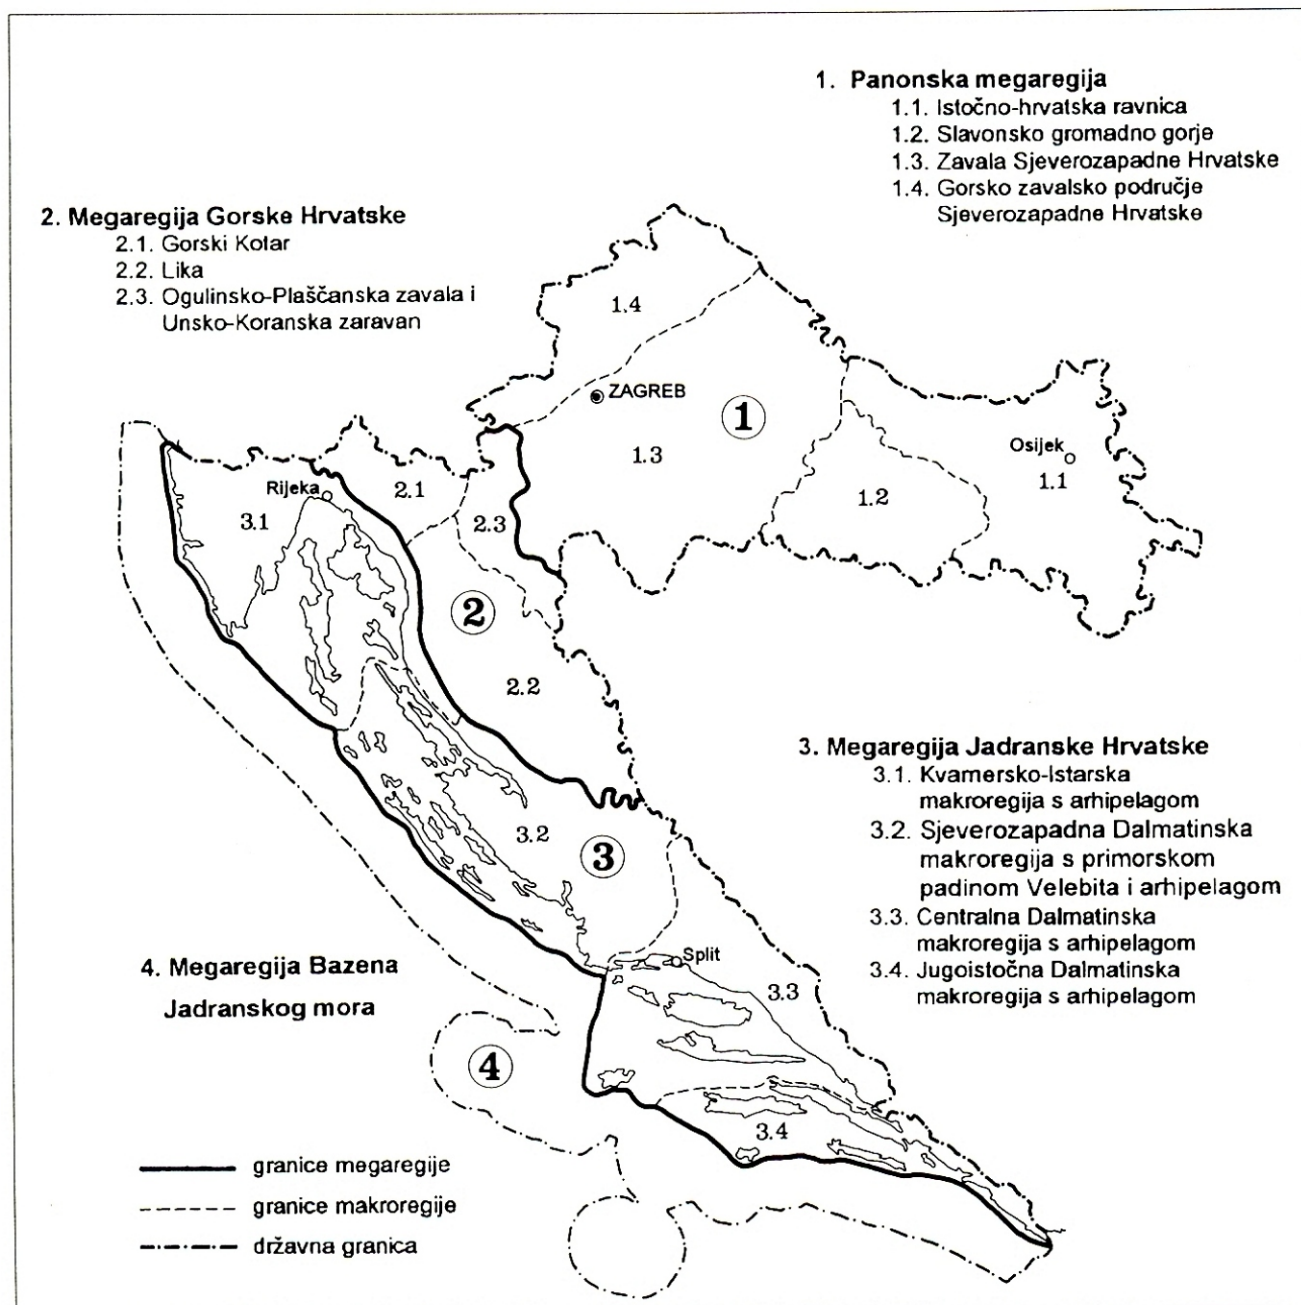 1. Panonska megaregija
1.1. Istočno-hrvatska ravnica
1.2. Slavonsko gromadno gorje
1.3. Zavala Sjeverozapadne Hrvatske
1.4. Gorsko zavalsko područje
Sjeverozapadne Hrvatske
2. Megaregija Gorske Hrvatske
2.1. Gorski Kotar
2.2. Lika
2.3. Ogulinsko-Plaščanska zavala i
Unsko-Koranska zaravan
1.4
ZAGREB
1
1.3
Osijek
1.1
1.2
Rijeka
2.1
3.1
2.3
2
2.2
3. Megaregija Jadranske Hrvatske
3.1. Kvamersko-Istarska
makroregija s arhipelagom
3.2. Sjeverozapadna Dalmatinska
makroregija s primorskom
padinom Velebita i arhipelagom
3.3. Centralna Dalmatinska
makroregija s arhipelagom
3.4. Jugoistočna Dalmatinska
makroregija s arhipelagom
3.2
3
4. Megaregija Bazena
Jadranskog mora
Split
3.3
4
3.4
granice megaregije
granice makroregije
državna granica